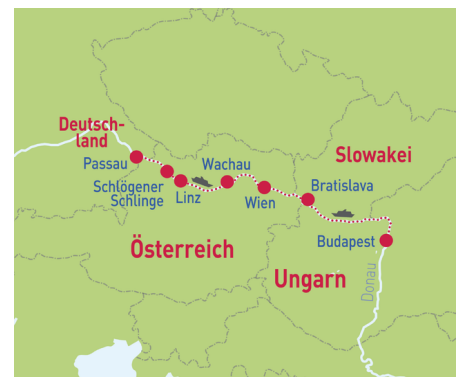 Deutsch-
land
Passau
Schlögener
Schlinge
Linz
Wachau
Wien
Slowakei
Bratislava
Budapest
Österreich
Ungarn
Donau